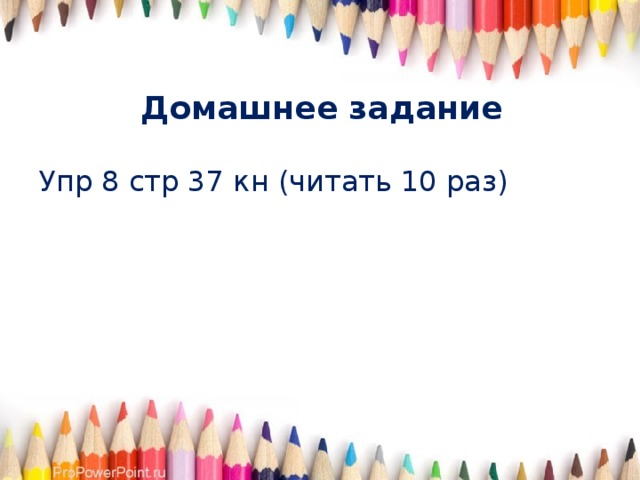 Домашнее задание
Упр 8 стр 37 кн (читать 10 раз)
ProPowerPoint.ru